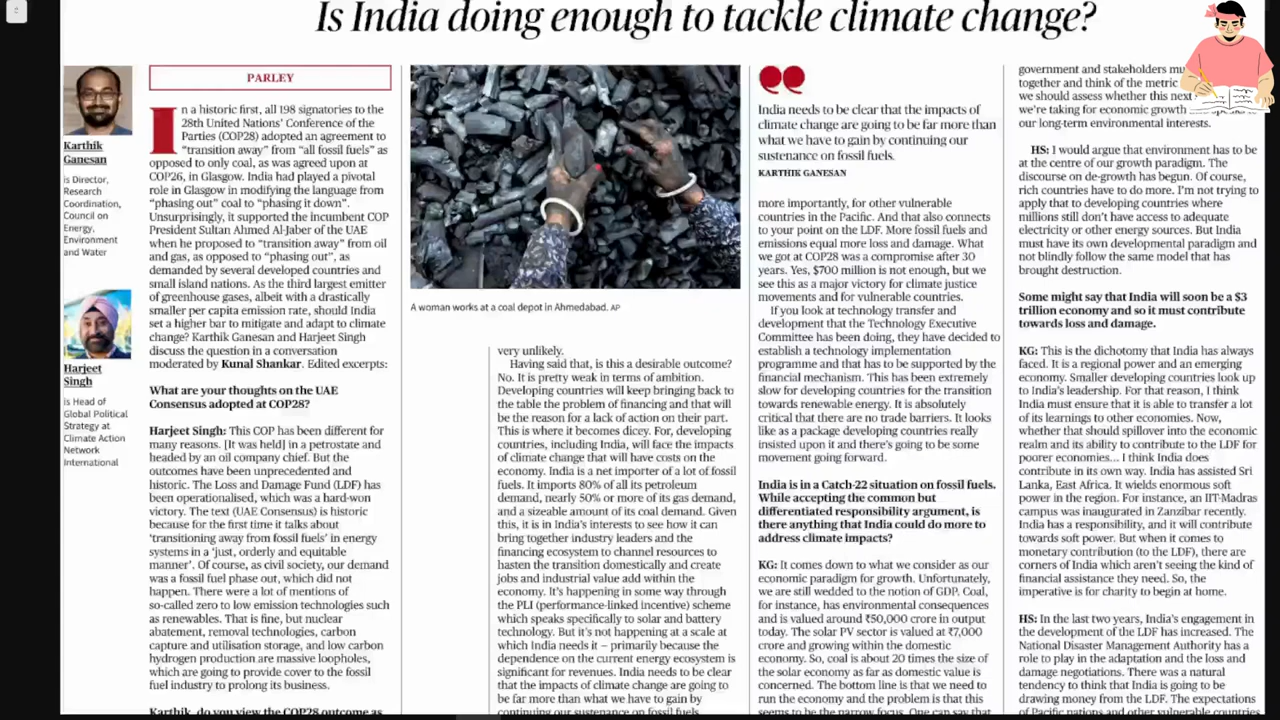 Is India doing enough to tackle climate change?
Karthik
Ganesan
is Director,
Research
Coordination,
Council on
Energy,
Environment
and Water
Harjeet
Singh
is Head of
Global Political
Strategy at
Climate Action
Network
International
PARLEY
In a historic first, all 198 signatories to the
28th United Nations’ Conference of the
Parties (COP28) adopted an agreement to
“transition away” from “all fossil fuels” as
opposed to only coal, as was agreed upon at
COP26, in Glasgow. India had played a pivotal
role in Glasgow in modifying the language from
“phasing out” coal to “phasing it down”.
Unsurprisingly, it supported the incumbent COP
President Sultan Ahmed Al-Jaber of the UAE
when he proposed to “transition away” from oil
and gas, as opposed to “phasing out”, as
demanded by several developed countries and
small island nations. As the third largest emitter
of greenhouse gases, albeit with a drastically
smaller per capita emission rate, should India
set a higher bar to mitigate and adapt to climate
change? Karthik Ganesan and Harjeet Singh
discuss the question in a conversation
moderated by Kunal Shankar. Edited excerpts:
What are your thoughts on the UAE
Consensus adopted at COP28?
Harjeet Singh: This COP has been different for
many reasons. [It was held] in a petrostate and
headed by an oil company chief. But the
outcomes have been unprecedented and
historic. The Loss and Damage Fund (LDF) has
been operationalised, which was a hard-won
victory. The text (UAE Consensus) is historic
because for the first time it talks about
‘transitioning away from fossil fuels’ in energy
systems in a ‘just, orderly and equitable
manner’. Of course, as civil society, our demand
was a fossil fuel phase out, which did not
happen. There were a lot of mentions of
so-called zero to low emission technologies such
as renewables. That is fine, but nuclear
abatement, removal technologies, carbon
capture and utilisation storage, and low carbon
hydrogen production are massive loopholes,
which are going to provide cover to the fossil
fuel industry to prolong its business.
Karthik, do you view the COP28 outcome as
A woman works at a coal depot in Ahmedabad. AP
very unlikely.
Having said that, is this a desirable outcome?
No. It is pretty weak in terms of ambition.
Developing countries will keep bringing back to
the table the problem of financing and that will
be the reason for a lack of action on their part.
This is where it becomes dicey. For, developing
countries, including India, will face the impacts
of climate change that will have costs on the
economy. India is a net importer of a lot of fossil
fuels. It imports 80% of all its petroleum
demand, nearly 50% or more of its gas demand,
and a sizeable amount of its coal demand. Given
this, it is in India’s interests to see how it can
bring together industry leaders and the
financing ecosystem to channel resources to
hasten the transition domestically and create
jobs and industrial value add within the
economy. It’s happening in some way through
the PLI (performance-linked incentive) scheme
which speaks specifically to solar and battery
technology. But it’s not happening at a scale at
which India needs it – primarily because the
dependence on the current energy ecosystem is
significant for revenues. India needs to be clear
that the impacts of climate change are going to
be far more than what we have to gain by
continuing our sustenance on fossil fuels.
India needs to be clear that the impacts of
climate change are going to be far more than
what we have to gain by continuing our
sustenance on fossil fuels.
KARTHIK GANESAN
more importantly, for other vulnerable
countries in the Pacific. And that also connects
to your point on the LDF. More fossil fuels and
emissions equal more loss and damage. What
we got at COP28 was a compromise after 30
years. Yes, $700 million is not enough, but we
see this as a major victory for climate justice
movements and for vulnerable countries.
If you look at technology transfer and
development that the Technology Executive
Committee has been doing, they have decided to
establish a technology implementation
programme and that has to be supported by the
financial mechanism. This has been extremely
slow for developing countries for the transition
towards renewable energy. It is absolutely
critical that there are no trade barriers. It looks
like as a package developing countries really
insisted upon it and there’s going to be some
movement going forward.
India is in a Catch-22 situation on fossil fuels.
While accepting the common but
differentiated responsibility argument, is
there anything that India could do more to
address climate impacts?
KG: It comes down to what we consider as our
economic paradigm for growth. Unfortunately,
we are still wedded to the notion of GDP. Coal,
for instance, has environmental consequences
and is valued around ₹50,000 crore in output
today. The solar PV sector is valued at ₹7,000
crore and growing within the domestic
economy. So, coal is about 20 times the size of
the solar economy as far as domestic value is
concerned. The bottom line is that we need to
run the economy and the problem is that this
seems to be the narrow focus. One can say that
government and stakeholders
together and think of the metric
we should assess whether this next
we’re taking for economic growth
our long-term environmental interests.
HS: I would argue that environment has to be
at the centre of our growth paradigm. The
discourse on de-growth has begun. Of course,
rich countries have to do more. I’m not trying to
apply that to developing countries where
millions still don’t have access to adequate
electricity or other energy sources. But India
must have its own developmental paradigm and
not blindly follow the same model that has
brought destruction.
Some might say that India will soon be a $3
trillion economy and so it must contribute
towards loss and damage.
KG: This is the dichotomy that India has always
faced. It is a regional power and an emerging
economy. Smaller developing countries look up
to India’s leadership. For that reason, I think
India must ensure that it is able to transfer a lot
of its learnings to other economies. Now,
whether that should spillover into the economic
realm and its ability to contribute to the LDF for
poorer economies... I think India does
contribute in its own way. India has assisted Sri
Lanka, East Africa. It wields enormous soft
power in the region. For instance, an IIT-Madras
campus was inaugurated in Zanzibar recently.
India has a responsibility, and it will contribute
towards soft power. But when it comes to
monetary contribution (to the LDF), there are
corners of India which aren’t seeing the kind of
financial assistance they need. So, the
imperative is for charity to begin at home.
HS: In the last two years, India’s engagement in
the development of the LDF has increased. The
National Disaster Management Authority has a
role to play in the adaptation and the loss and
damage negotiations. There was a natural
tendency to think that India is going to be
drawing money from the LDF. The expectations
of Pacific nations and other vulnerable countries